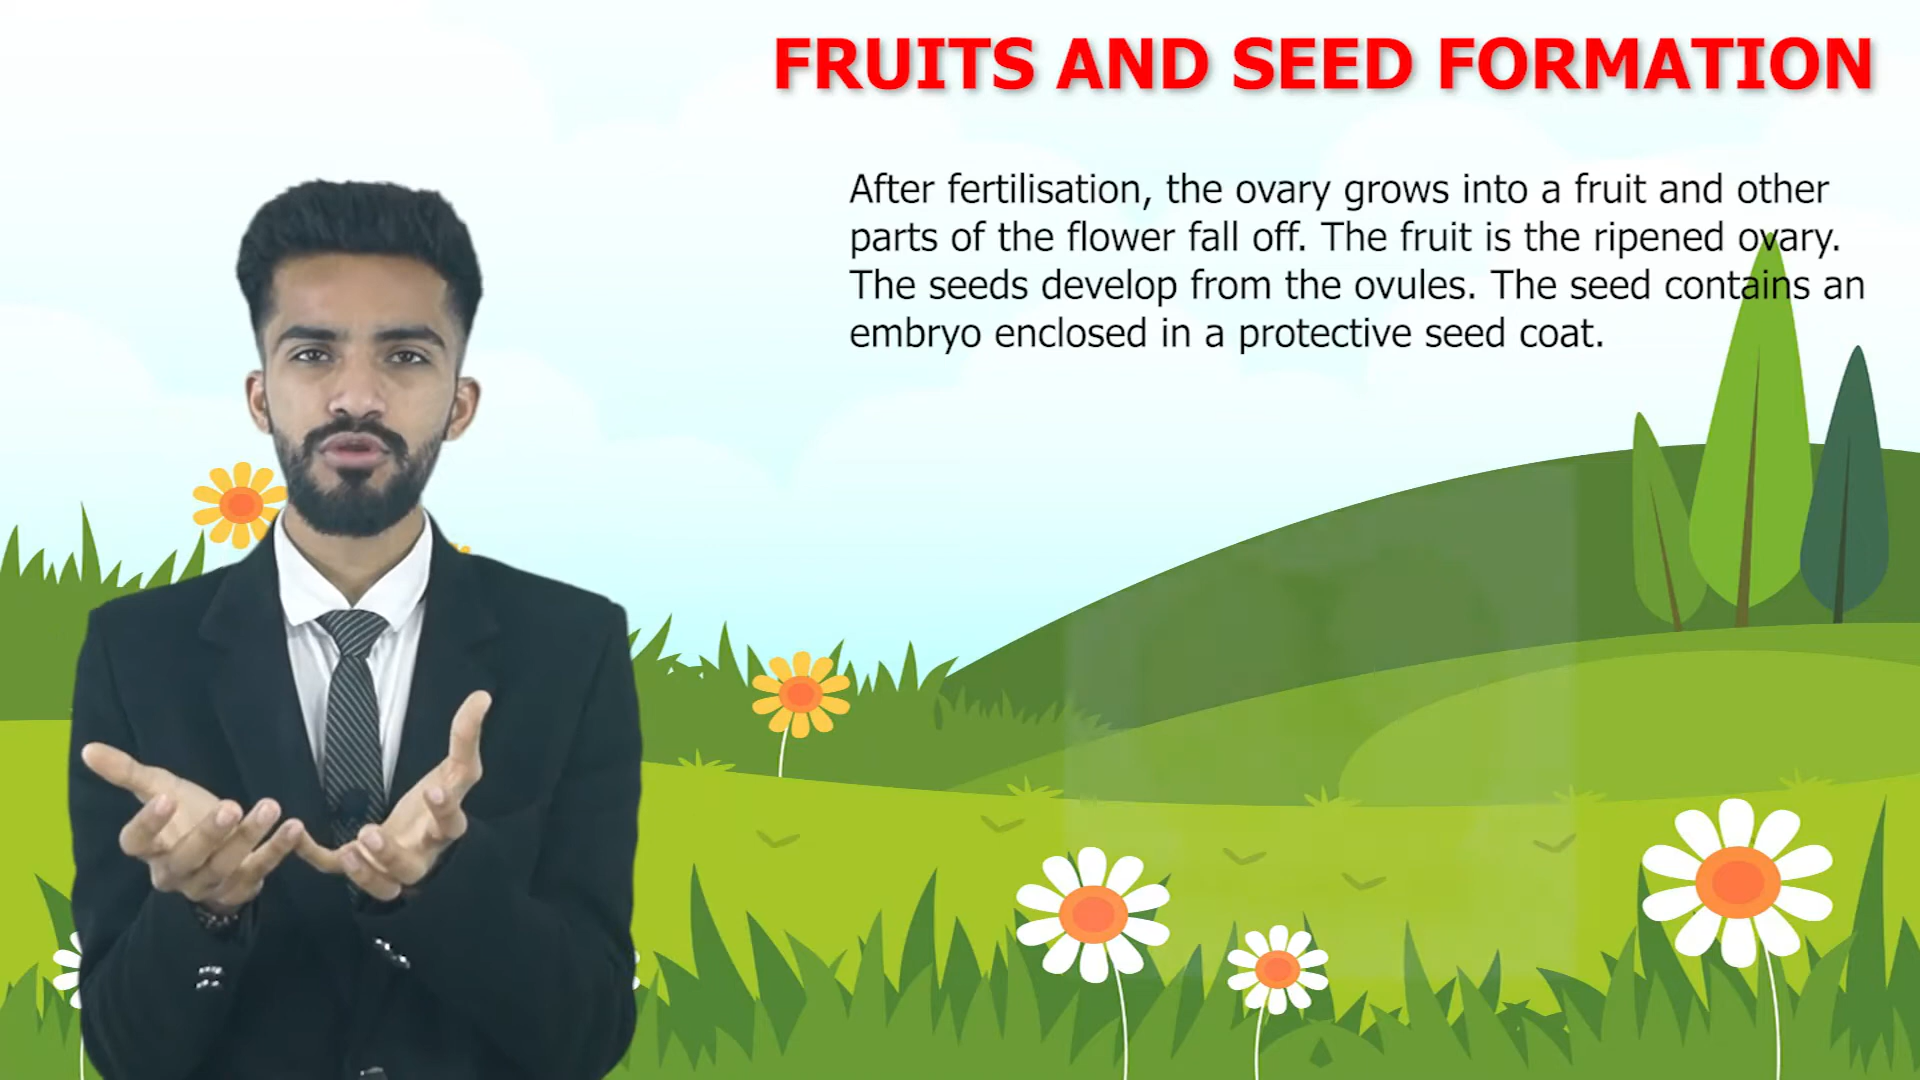 FRUITS AND SEED FORMATION
After fertilisation, the ovary grows into a fruit and other
parts of the flower fall off. The fruit is the ripened ovary.
The seeds develop from the ovules. The seed contains an
embryo enclosed in a protective seed coat.